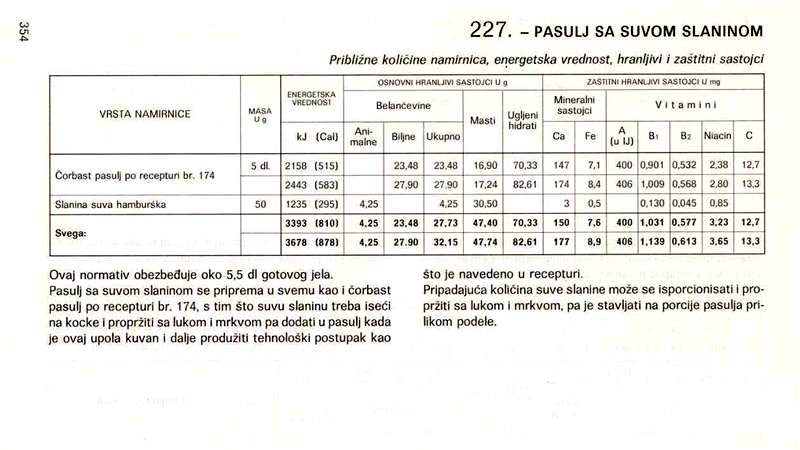 354
227. – PASULJ SA SUVOM SLANINOM
Približne količine namirnica, energetska vrednost, hranljivi i zaštitni sastojci
VRSTA NAMIRNICE
MASA U g
ENERGETSKA VREDNOST
OSNOVNI HRANLJIVI SASTOJCI U g
ZAŠTITNI HRANLJIVI SASTOJCI U mg
Belančevine
Masti
Ugljeni hidrati
Mineralni sastojci
Vitamini
kJ (Cal) Animalne Biljne Ukupno Ca Fe A (u IJ) B1 B2 Niacin C
Čorbast pasulj po recepturi br. 174 5 dl. 2158 (515) 23,48 23,48 16,90 70,33 147 7,1 400 0,901 0,532 2,38 12,7
2443 (583) 27,90 27,90 17,24 82,61 174 8,4 406 1,009 0,568 2,80 13,3
Slanina suva hamburška 50 1235 (295) 4,25 4,25 30,50 3 0,5 0,130 0,045 0,85
Svega: 3393 (810) 4,25 23,48 27,73 47,40 70,33 150 7,6 400 1,031 0,577 3,23 12,7
3678 (878) 4,25 27.90 32,15 47,74 82,61 177 8,9 406 1,139 0,613 3,65 13,3
Ovaj normativ obezbeđuje oko 5,5 dl gotovog jela.
Pasulj sa suvom slaninom se priprema u svemu kao i čorbast
pasulj po recepturi br. 174, s tim što suvu slaninu treba iseći
na kocke i propržiti sa lukom i mrkvom pa dodati u pasulj kada
je ovaj upola kuvan i dalje produžiti tehnološki postupak kao
što je navedeno u recepturi.
Pripadajuća količina suve slanine može se isporcionisati i pro-
pržiti sa lukom i mrkvom, pa je stavljati na porcije pasulja pri-
likom podele.